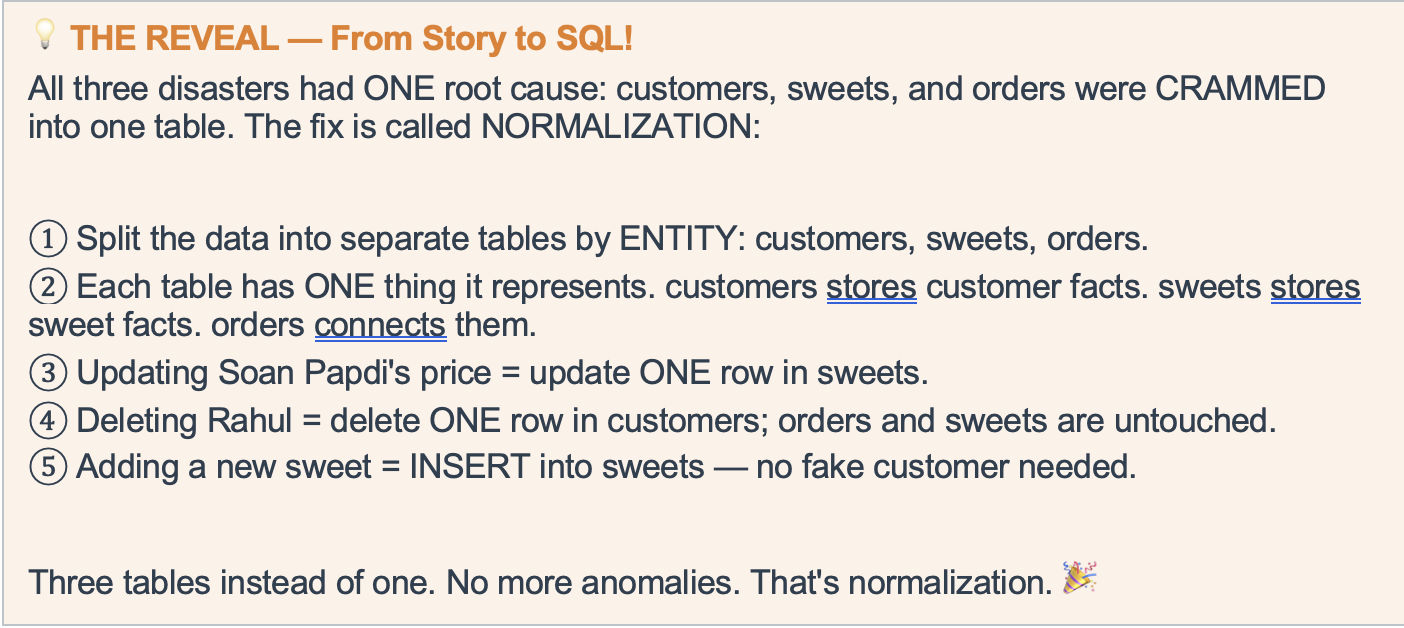 💡 THE REVEAL — From Story to SQL!
All three disasters had ONE root cause: customers, sweets, and orders were CRAMMED
into one table. The fix is called NORMALIZATION:
① Split the data into separate tables by ENTITY: customers, sweets, orders.
② Each table has ONE thing it represents. customers stores customer facts. sweets stores
sweet facts. orders connects them.
③ Updating Soan Papdi's price = update ONE row in sweets.
④ Deleting Rahul = delete ONE row in customers; orders and sweets are untouched.
⑤ Adding a new sweet = INSERT into sweets — no fake customer needed.
Three tables instead of one. No more anomalies. That's normalization. 🎉